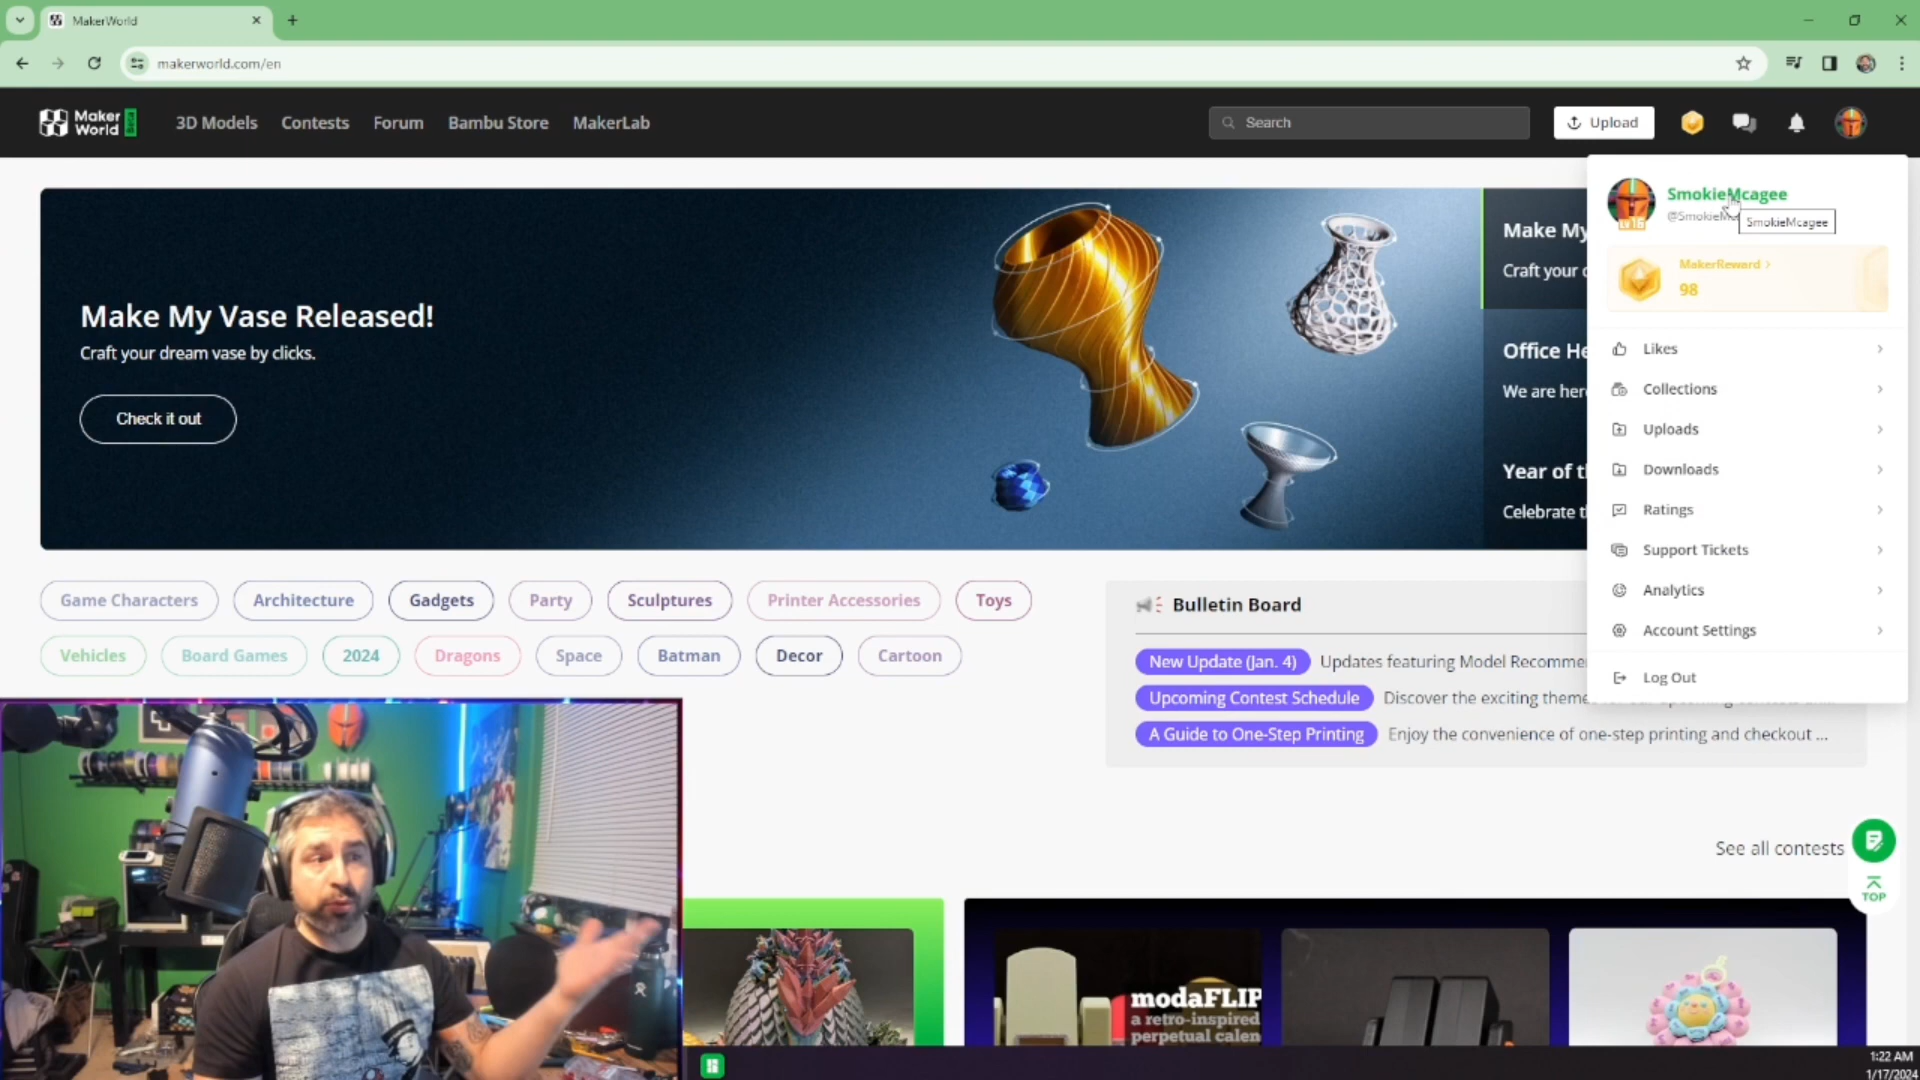 MakerWorld
makerworld.com/en
Maker World
3D Models
Contests
Forum
Bambu Store
MakerLab
Search
Upload
SmokieMcagee
SmokieMcagee
MakerReward >
98
Likes
Collections
Uploads
Downloads
Ratings
Support Tickets
Analytics
Account Settings
Log Out
Make My Vase Released!
Craft your dream vase by clicks.
Check it out
Make My
Craft your
Office He
We are her
Year of t
Celebrate t
Game Characters
Architecture
Gadgets
Party
Sculptures
Printer Accessories
Toys
Vehicles
Board Games
2024
Dragons
Space
Batman
Decor
Cartoon
Bulletin Board
New Update (Jan. 4) Updates featuring Model Recomme
Upcoming Contest Schedule Discover the exciting theme
A Guide to One-Step Printing Enjoy the convenience of one-step printing and checkout ...
See all contests
TOP
modaFLIP
a retro-inspired
perpetual calen
1:22 AM
1/17/2024